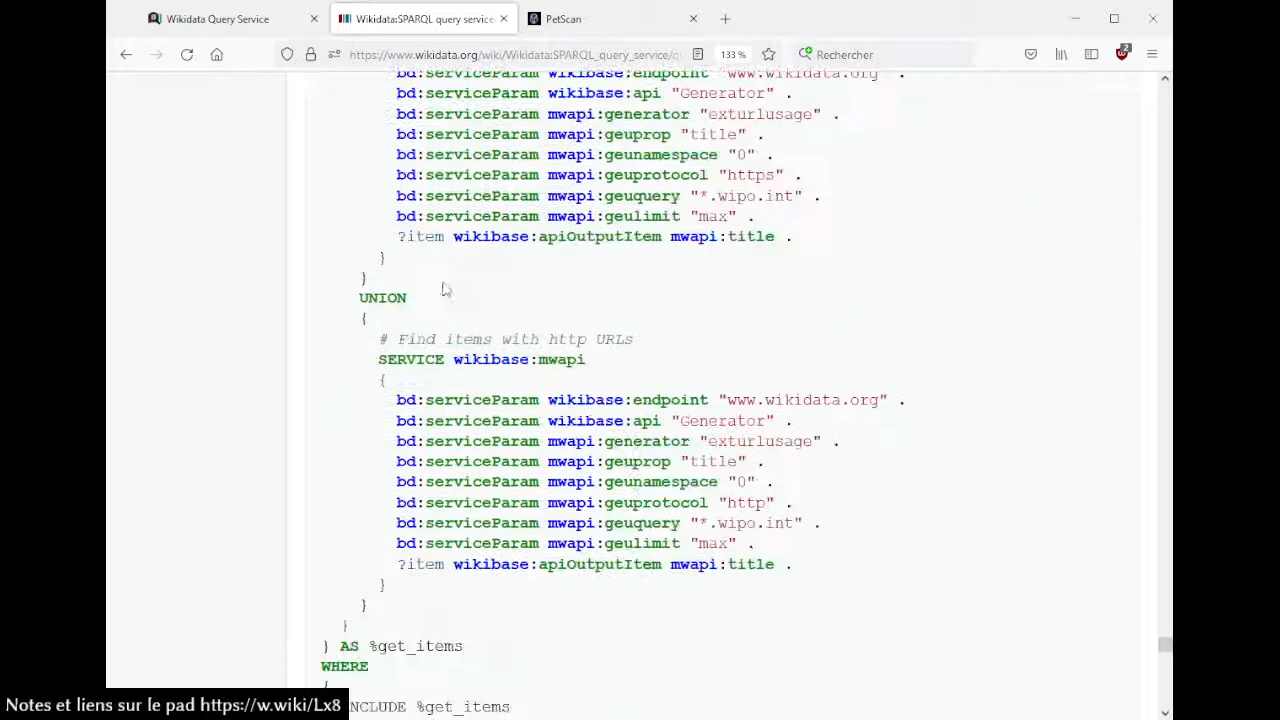 Wikidata Query Service
Wikidata:SPARQL query service
PetScan
https://www.wikidata.org/wiki/Wikidata:SPARQL_query_service/q
133 %
Rechercher
2
bd:serviceParam wikibase:endpoint "www.wikidata.org" .
bd:serviceParam wikibase:api "Generator" .
bd:serviceParam mwapi:generator "exturlusage" .
bd:serviceParam mwapi:geuprop "title" .
bd:serviceParam mwapi:geunamespace "0" .
bd:serviceParam mwapi:geuprotocol "https" .
bd:serviceParam mwapi:geuquery "*.wipo.int" .
bd:serviceParam mwapi:geulimit "max" .
?item wikibase:apiOutputItem mwapi:title .
}
}
UNION
{
# Find items with http URLs
SERVICE wikibase:mwapi
{
bd:serviceParam wikibase:endpoint "www.wikidata.org" .
bd:serviceParam wikibase:api "Generator" .
bd:serviceParam mwapi:generator "exturlusage" .
bd:serviceParam mwapi:geuprop "title" .
bd:serviceParam mwapi:geunamespace "0" .
bd:serviceParam mwapi:geuprotocol "http" .
bd:serviceParam mwapi:geuquery "*.wipo.int" .
bd:serviceParam mwapi:geulimit "max" .
?item wikibase:apiOutputItem mwapi:title .
}
}
}
) AS %get_items
WHERE
{
NCLUDE %get_items
Notes et liens sur le pad https://w.wiki/Lx8